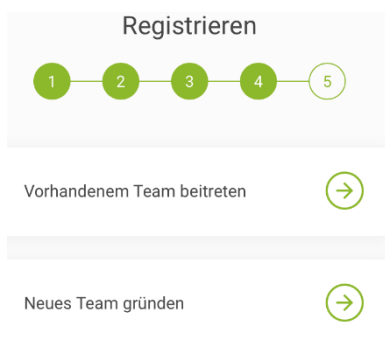 Registrieren
1 2 3 4 5
Vorhandenem Team beitreten
Neues Team gründen